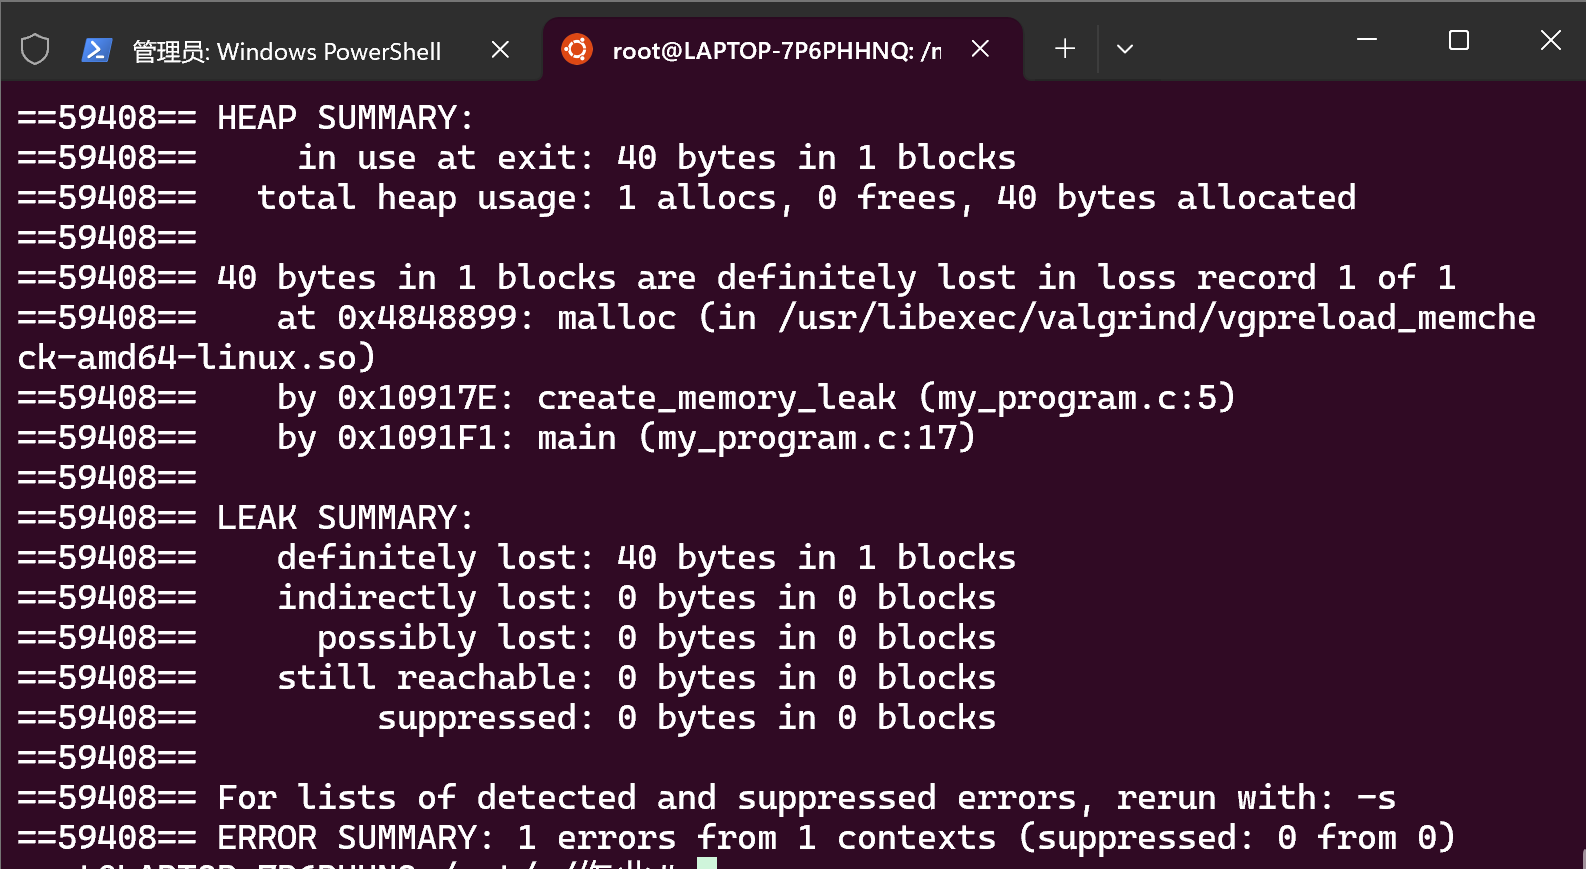 管理员: Windows PowerShell
root@LAPTOP-7P6PHHNQ: /n
==59408== HEAP SUMMARY:
==59408==     in use at exit: 40 bytes in 1 blocks
==59408==   total heap usage: 1 allocs, 0 frees, 40 bytes allocated
==59408==
==59408== 40 bytes in 1 blocks are definitely lost in loss record 1 of 1
==59408==    at 0x4848899: malloc (in /usr/libexec/valgrind/vgpreload_memche
ck-amd64-linux.so)
==59408==    by 0x10917E: create_memory_leak (my_program.c:5)
==59408==    by 0x1091F1: main (my_program.c:17)
==59408==
==59408== LEAK SUMMARY:
==59408==    definitely lost: 40 bytes in 1 blocks
==59408==    indirectly lost: 0 bytes in 0 blocks
==59408==      possibly lost: 0 bytes in 0 blocks
==59408==    still reachable: 0 bytes in 0 blocks
==59408==         suppressed: 0 bytes in 0 blocks
==59408==
==59408== For lists of detected and suppressed errors, rerun with: -s
==59408== ERROR SUMMARY: 1 errors from 1 contexts (suppressed: 0 from 0)